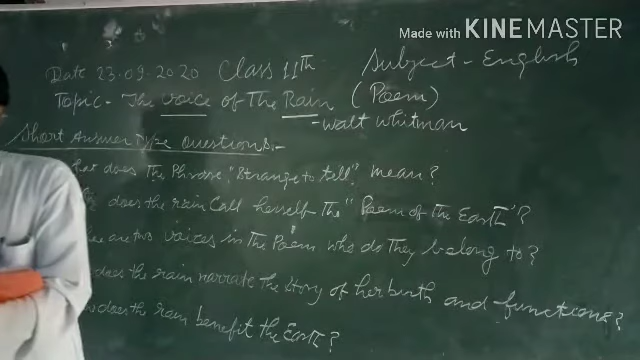 Made with KINEMASTER
Date 23.09.2020 Class 11th Subject - English
Topic - The Voice of The Rain (Poem)
- Walt Whitman
Short Answer Type Questions:-
does The Phrase, "Strange to tell" mean?
does the rain Call herself The "Poem of The Earth"?
are two voices in The Poem who do They belong to?
does the rain narrate the story of her birth and functions?
does the rain benefit the Earth?